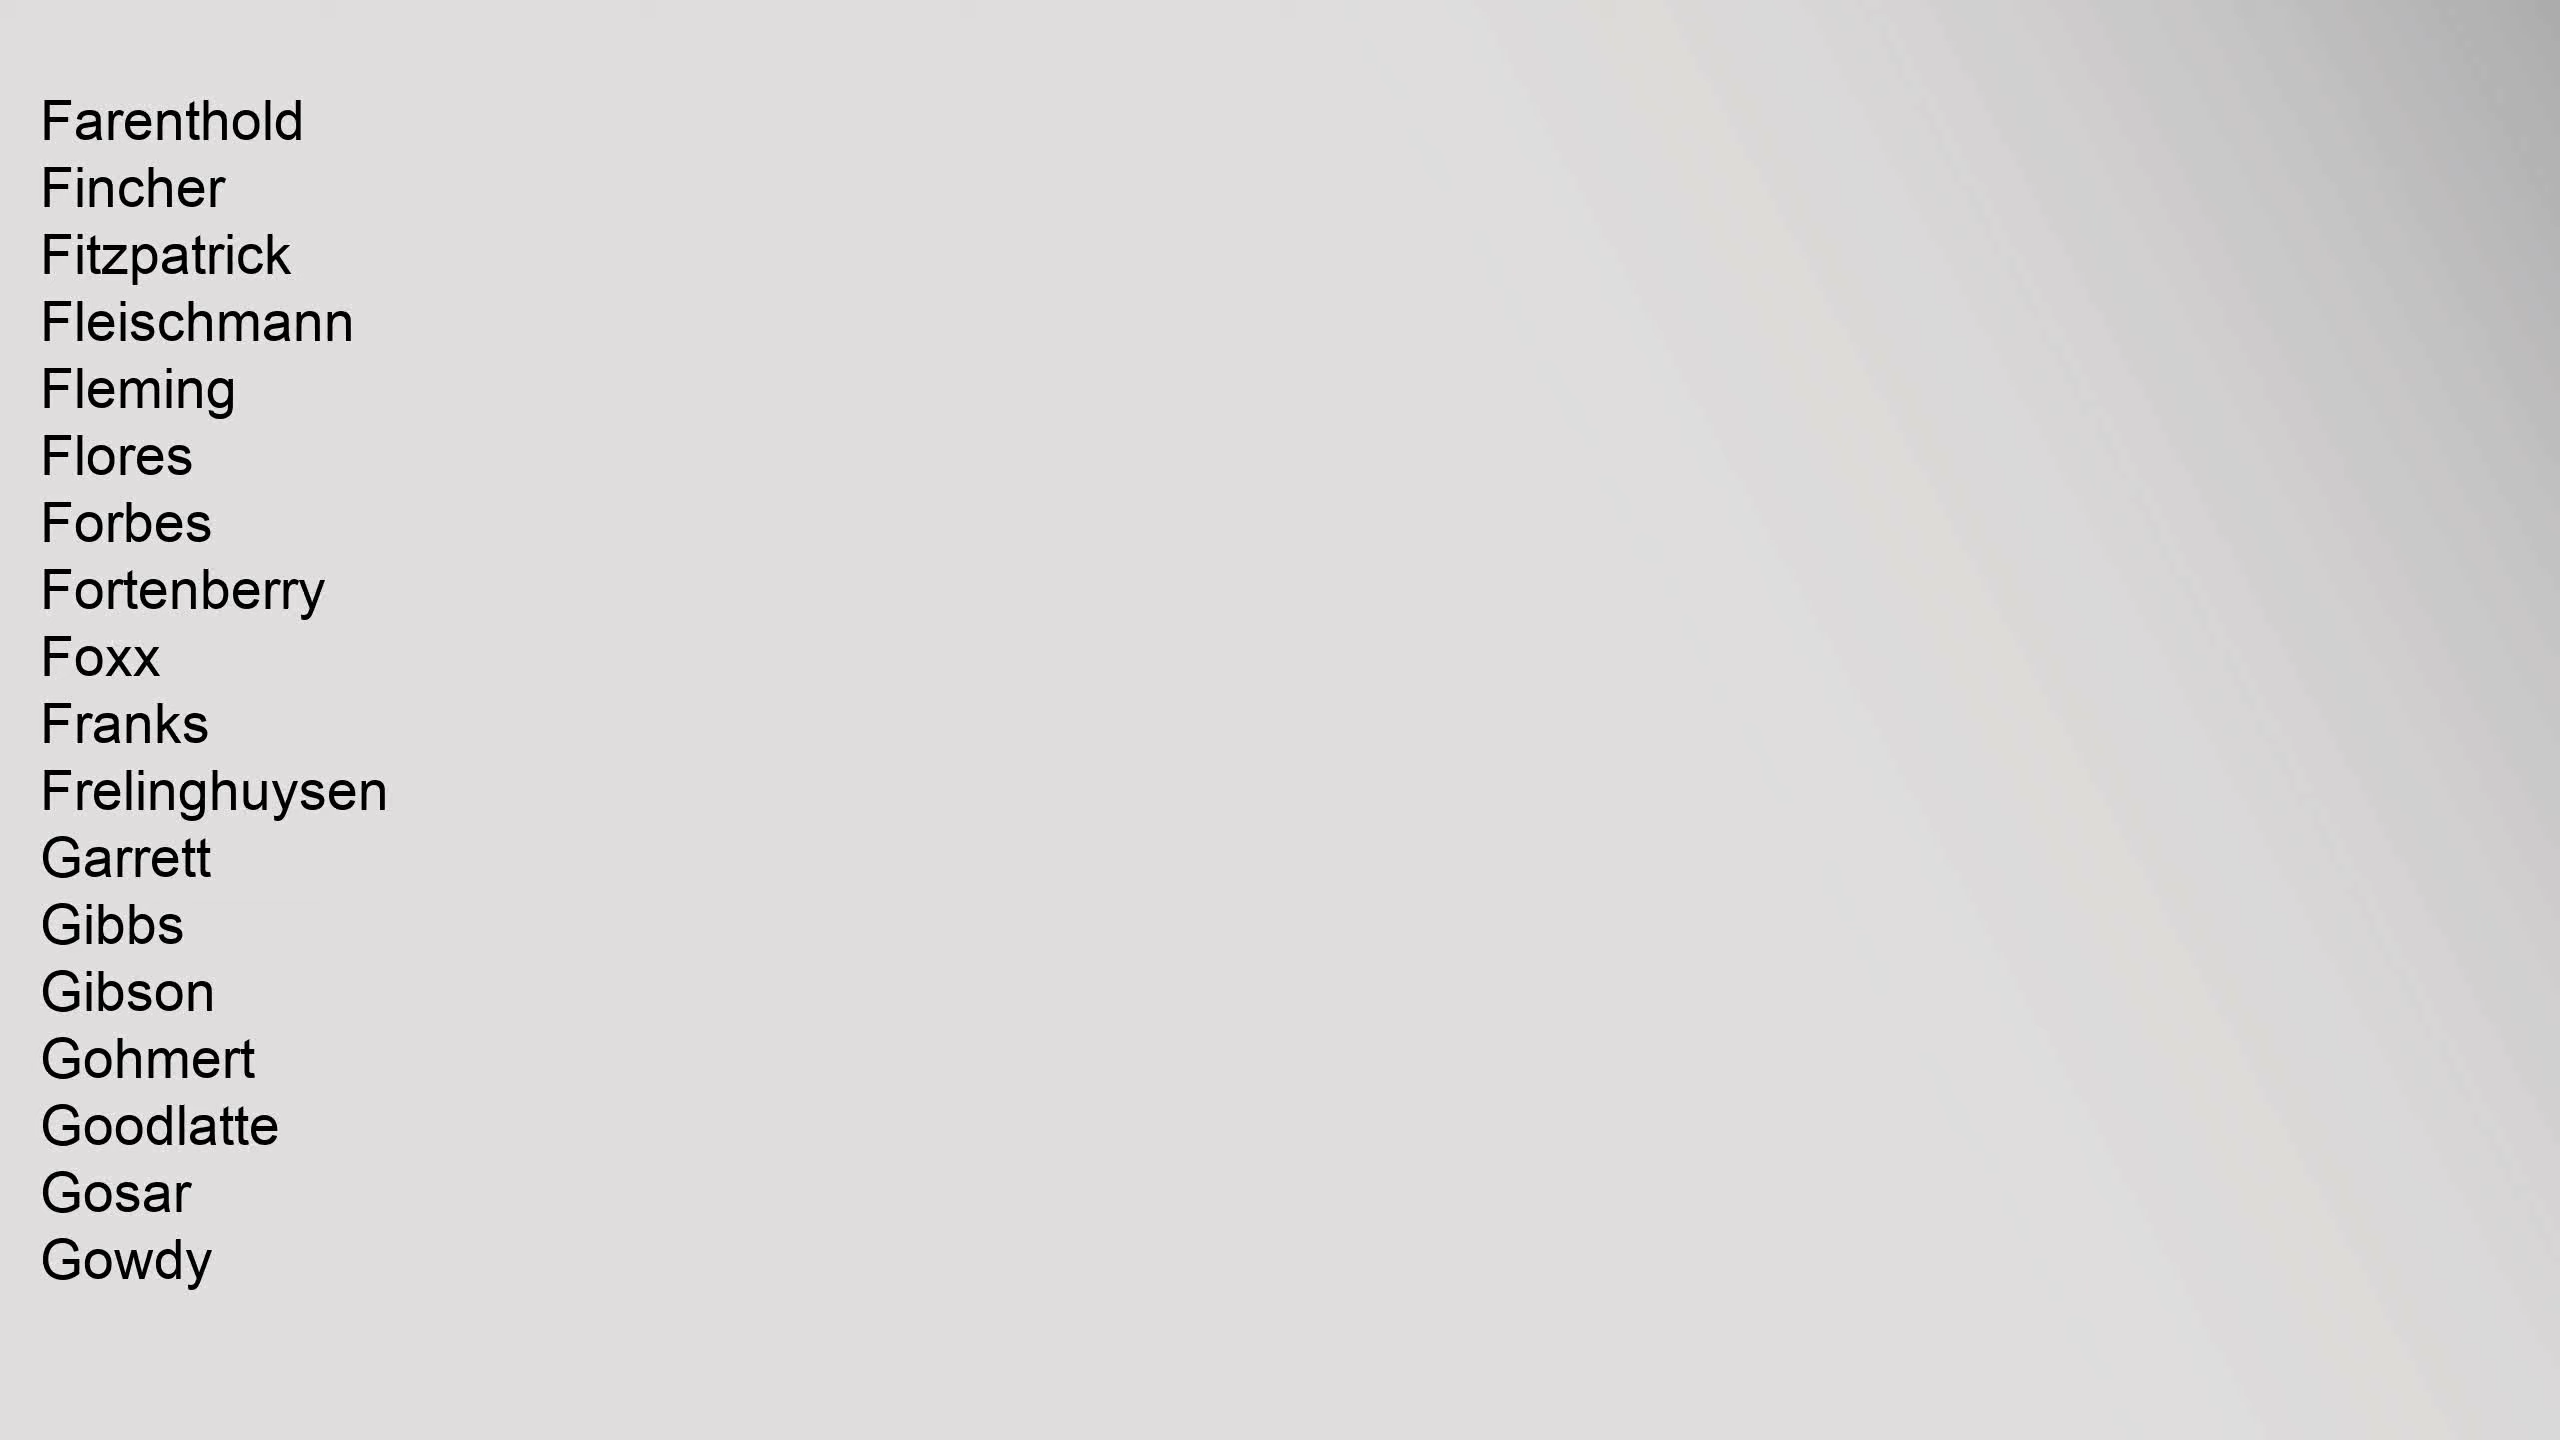 Farenthold
Fincher
Fitzpatrick
Fleischmann
Fleming
Flores
Forbes
Fortenberry
Foxx
Franks
Frelinghuysen
Garrett
Gibbs
Gibson
Gohmert
Goodlatte
Gosar
Gowdy